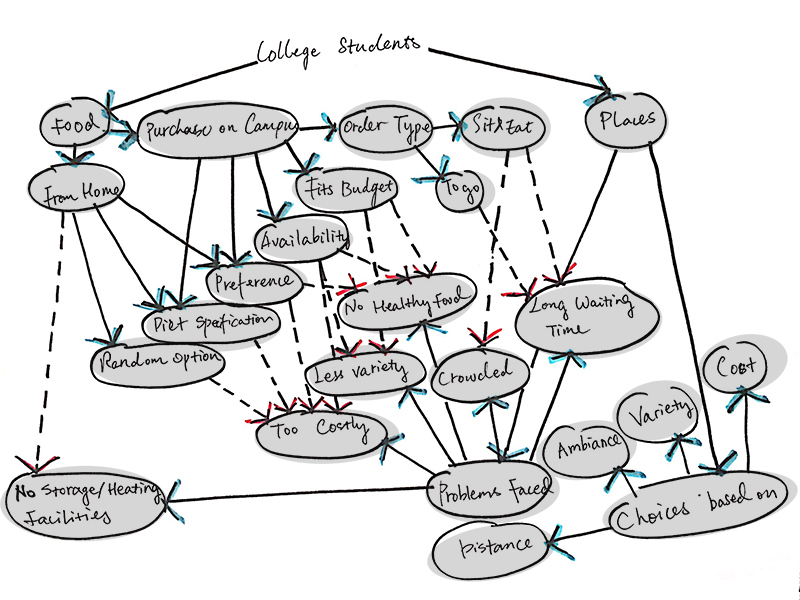 College Students
Food
Purchase on Campus
Order Type
Sit & Eat
Places
From Home
Fits Budget
To go
Availability
Preference
No Healthy Food
Long Waiting
Time
Diet Specification
Random Option
Less Variety
Crowded
Cost
Variety
Too Costly
Ambiance
No Storage/Heating
Facilities
Problems Faced
Choices based on
Distance